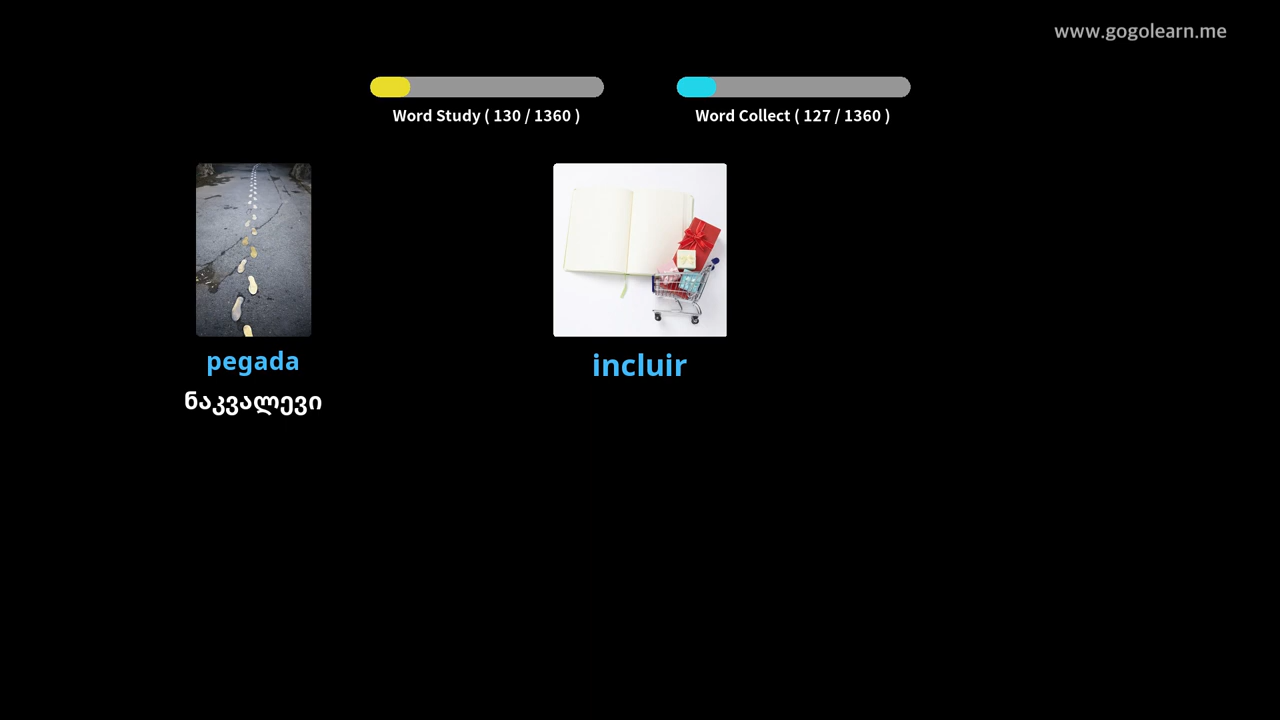 www.gogolearn.me
Word Study ( 130 / 1360 )
Word Collect ( 127 / 1360 )
pegada
ნაკვალევი
incluir